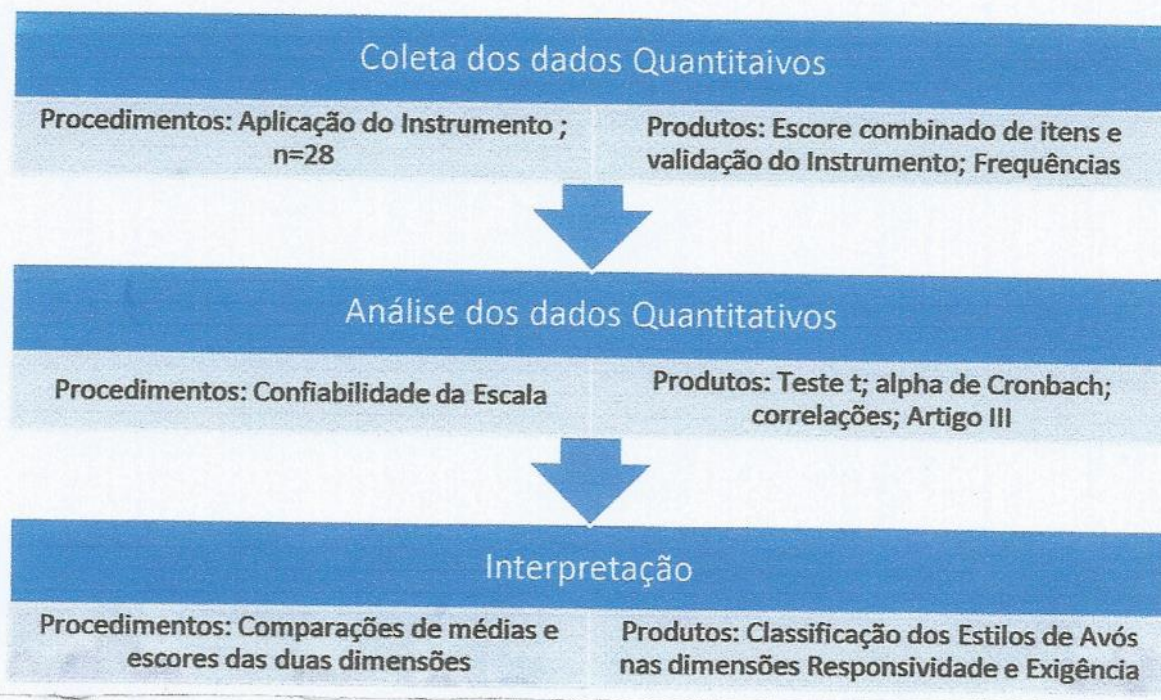 Coleta dos dados Quantitaivos
Procedimentos: Aplicação do Instrumento ;
n=28
Produtos: Escore combinado de itens e
validação do Instrumento; Frequências
Análise dos dados Quantitativos
Procedimentos: Confiabilidade da Escala
Produtos: Teste t; alpha de Cronbach;
correlações; Artigo III
Interpretação
Procedimentos: Comparações de médias e
escores das duas dimensões
Produtos: Classificação dos Estilos de Avós
nas dimensões Responsividade e Exigência